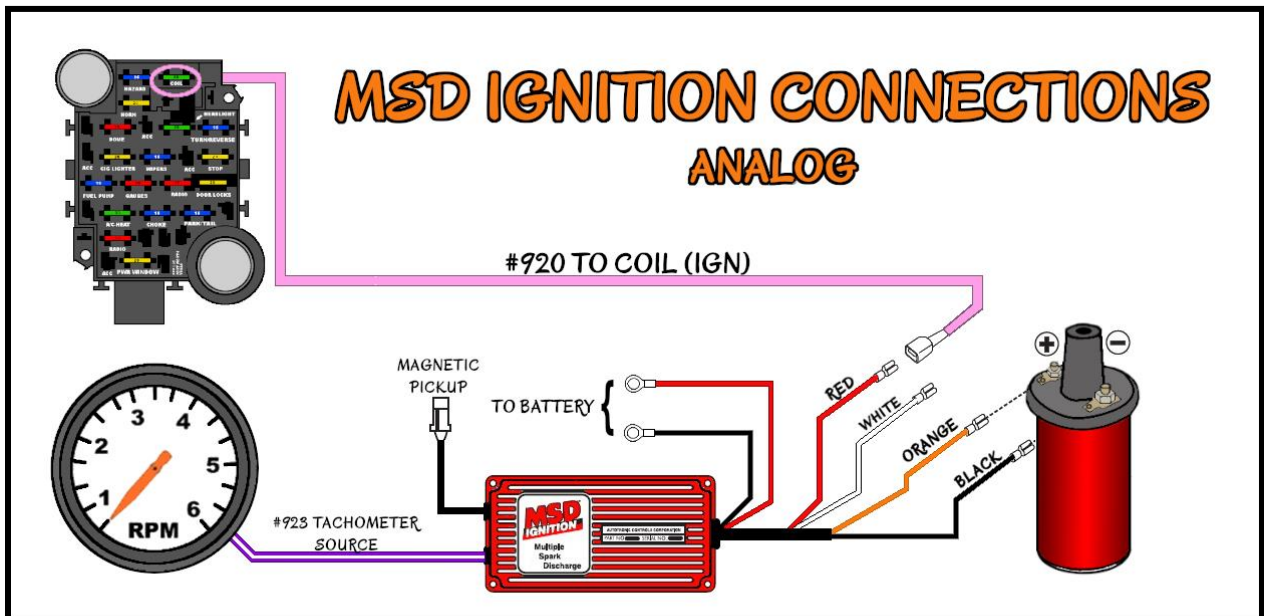 MSD IGNITION CONNECTIONS
ANALOG
COIL
HAZARD
HORN
HEADLIGHT
DOME
ACC
TURN/REVERSE
ACC
CIG LIGHTER
WIPERS
ACC
STOP
FUEL PUMP
GAUGES
RADIO
DOOR LOCKS
A/C-HEAT
CHOKE
PARK/TAIL
RADIO
ACC
PWR WINDOW
#920 TO COIL (IGN)
MAGNETIC
PICKUP
TO BATTERY
RED
WHITE
ORANGE
BLACK
+
−
1
2
3
4
5
6
RPM
#923 TACHOMETER
SOURCE
MSD
IGNITION
Multiple
Spark
Discharge
AUTOTRONIC CONTROLS CORPORATION